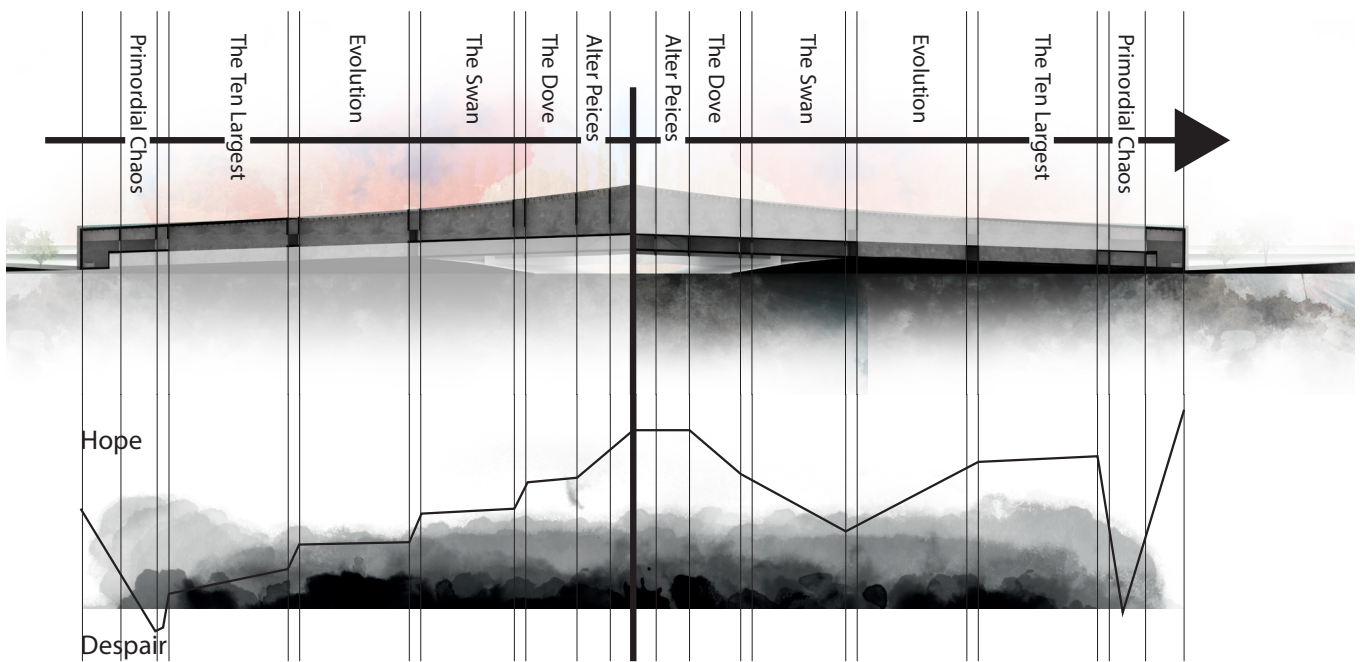 Primordial Chaos
The Ten Largest
Evolution
The Swan
The Dove
Alter Peices
Alter Peices
The Dove
The Swan
Evolution
The Ten Largest
Primordial Chaos
Hope
Despair